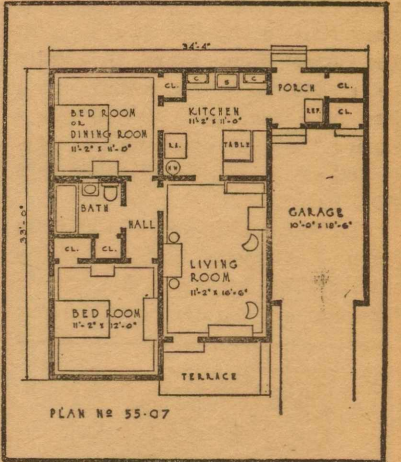 34'-4"
CL.
C
S
C
PORCH
CL.
BED ROOM
OR
DINING ROOM
11'-2" X 11'-0"
KITCHEN
11'-2" X 11'-0"
REF.
CL.
TABLE
33'-0"
BATH
HALL
GARAGE
10'-0" X 18'-6"
CL.
CL.
LIVING
ROOM
11'-2" X 16'-6"
BED ROOM
11'-2" X 12'-0"
TERRACE
PLAN Nº 55-07